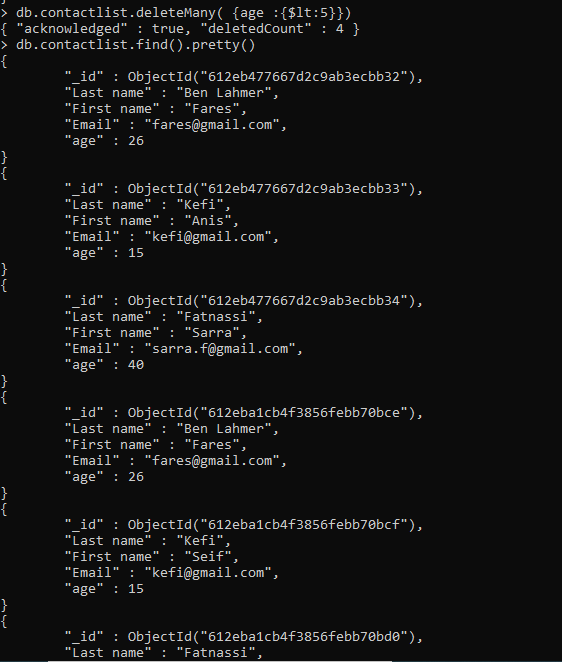 }
> db.contactlist.deleteMany( {age :{$lt:5}})
{ "acknowledged" : true, "deletedCount" : 4 }
> db.contactlist.find().pretty()
{
"_id" : ObjectId("612eb477667d2c9ab3ecbb32"),
"Last name" : "Ben Lahmer",
"First name" : "Fares",
"Email" : "fares@gmail.com",
"age" : 26
}
{
"_id" : ObjectId("612eb477667d2c9ab3ecbb33"),
"Last name" : "Kefi",
"First name" : "Anis",
"Email" : "kefi@gmail.com",
"age" : 15
}
{
"_id" : ObjectId("612eb477667d2c9ab3ecbb34"),
"Last name" : "Fatnassi",
"First name" : "Sarra",
"Email" : "sarra.f@gmail.com",
"age" : 40
}
{
"_id" : ObjectId("612eba1cb4f3856febb70bce"),
"Last name" : "Ben Lahmer",
"First name" : "Fares",
"Email" : "fares@gmail.com",
"age" : 26
}
{
"_id" : ObjectId("612eba1cb4f3856febb70bcf"),
"Last name" : "Kefi",
"First name" : "Seif",
"Email" : "kefi@gmail.com",
"age" : 15
}
{
"_id" : ObjectId("612eba1cb4f3856febb70bd0"),
"Last name" : "Fatnassi",